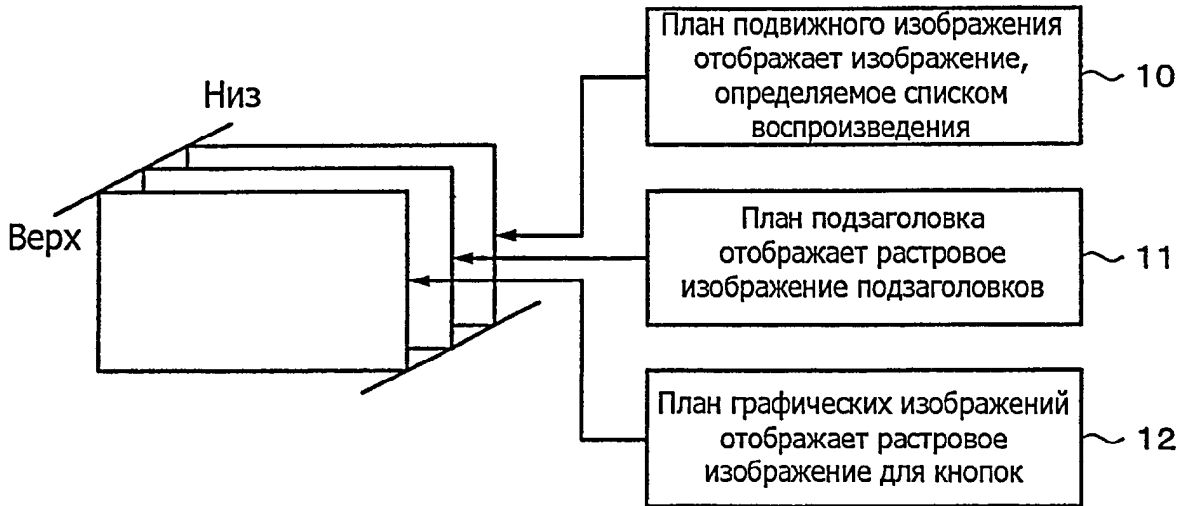 План подвижного изображения
отображает изображение,
определяемое списком
воспроизведения
10
Низ
Верх
План подзаголовка
отображает растровое
изображение подзаголовков
11
План графических изображений
отображает растровое
изображение для кнопок
12